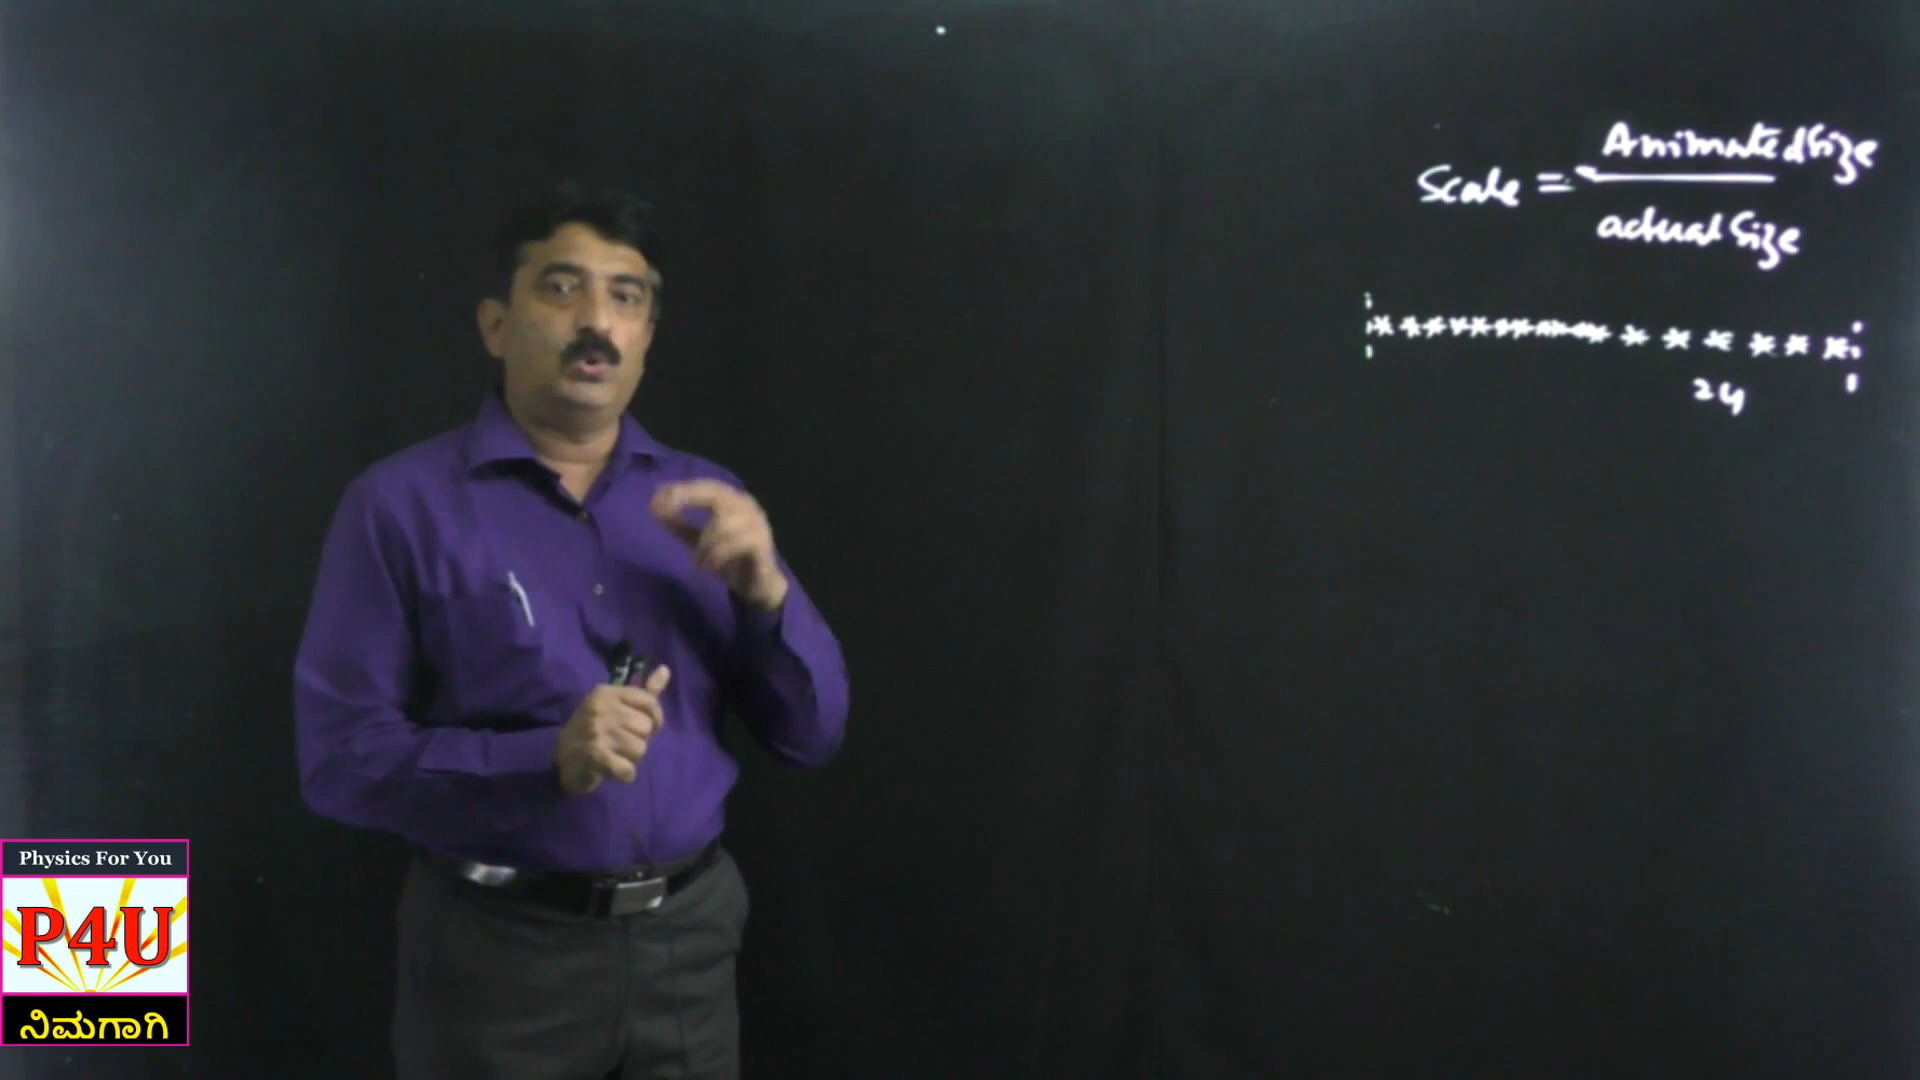 Scale = Animated Size
actual Size
24
Physics For You
P4U
ನಿಮಗಾಗಿ